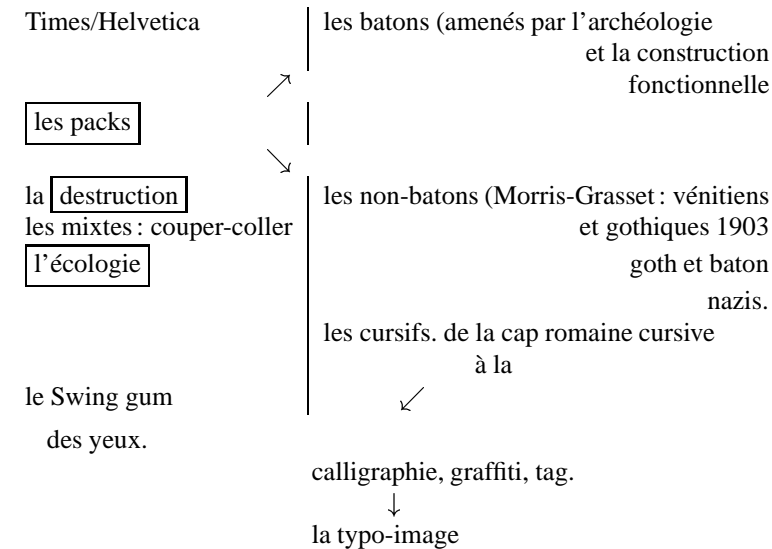 Times/Helvetica
les batons (amenés par l’archéologie
et la construction
fonctionnelle
les packs
la destruction
les non-batons (Morris-Grasset : vénitiens
les mixtes : couper-coller
et gothiques 1903
l’écologie
goth et baton
nazis.
les cursifs. de la cap romaine cursive
à la
le Swing gum
des yeux.
calligraphie, graffiti, tag.
↓
la typo-image